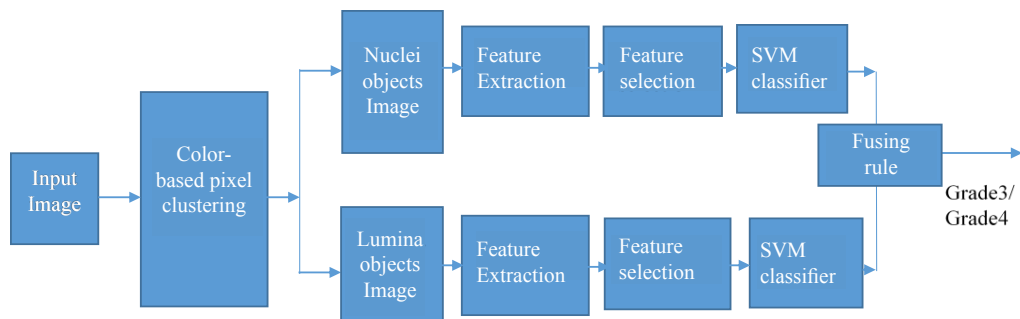 Input
Image
Color-
based pixel
clustering
Nuclei
objects
Image
Feature
Extraction
Feature
selection
SVM
classifier
Lumina
objects
Image
Feature
Extraction
Feature
selection
SVM
classifier
Fusing
rule
Grade3/
Grade4